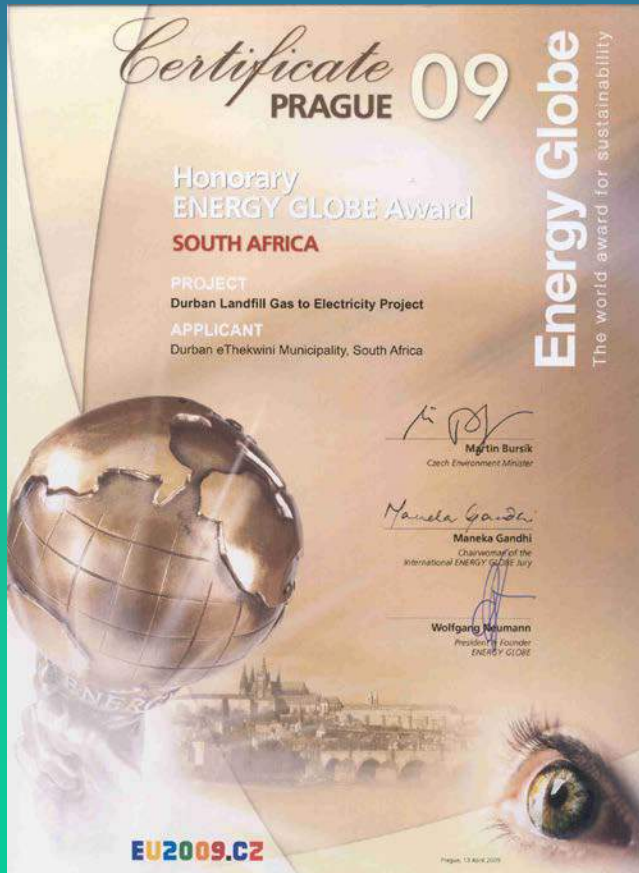 Certificate
PRAGUE 09
Energy Globe
The world award for sustainability
Honorary
ENERGY GLOBE Award
SOUTH AFRICA
PROJECT
Durban Landfill Gas to Electricity Project
APPLICANT
Durban eThekwini Municipality, South Africa
Martin Bursik
Czech Environment Minister
Maneka Gandhi
Maneka Gandhi
Chairwoman of the
International ENERGY GLOBE Jury
Wolfgang Neumann
President & Founder
ENERGY GLOBE
ENERG
EU2009.CZ
Prague, 13 April 2009